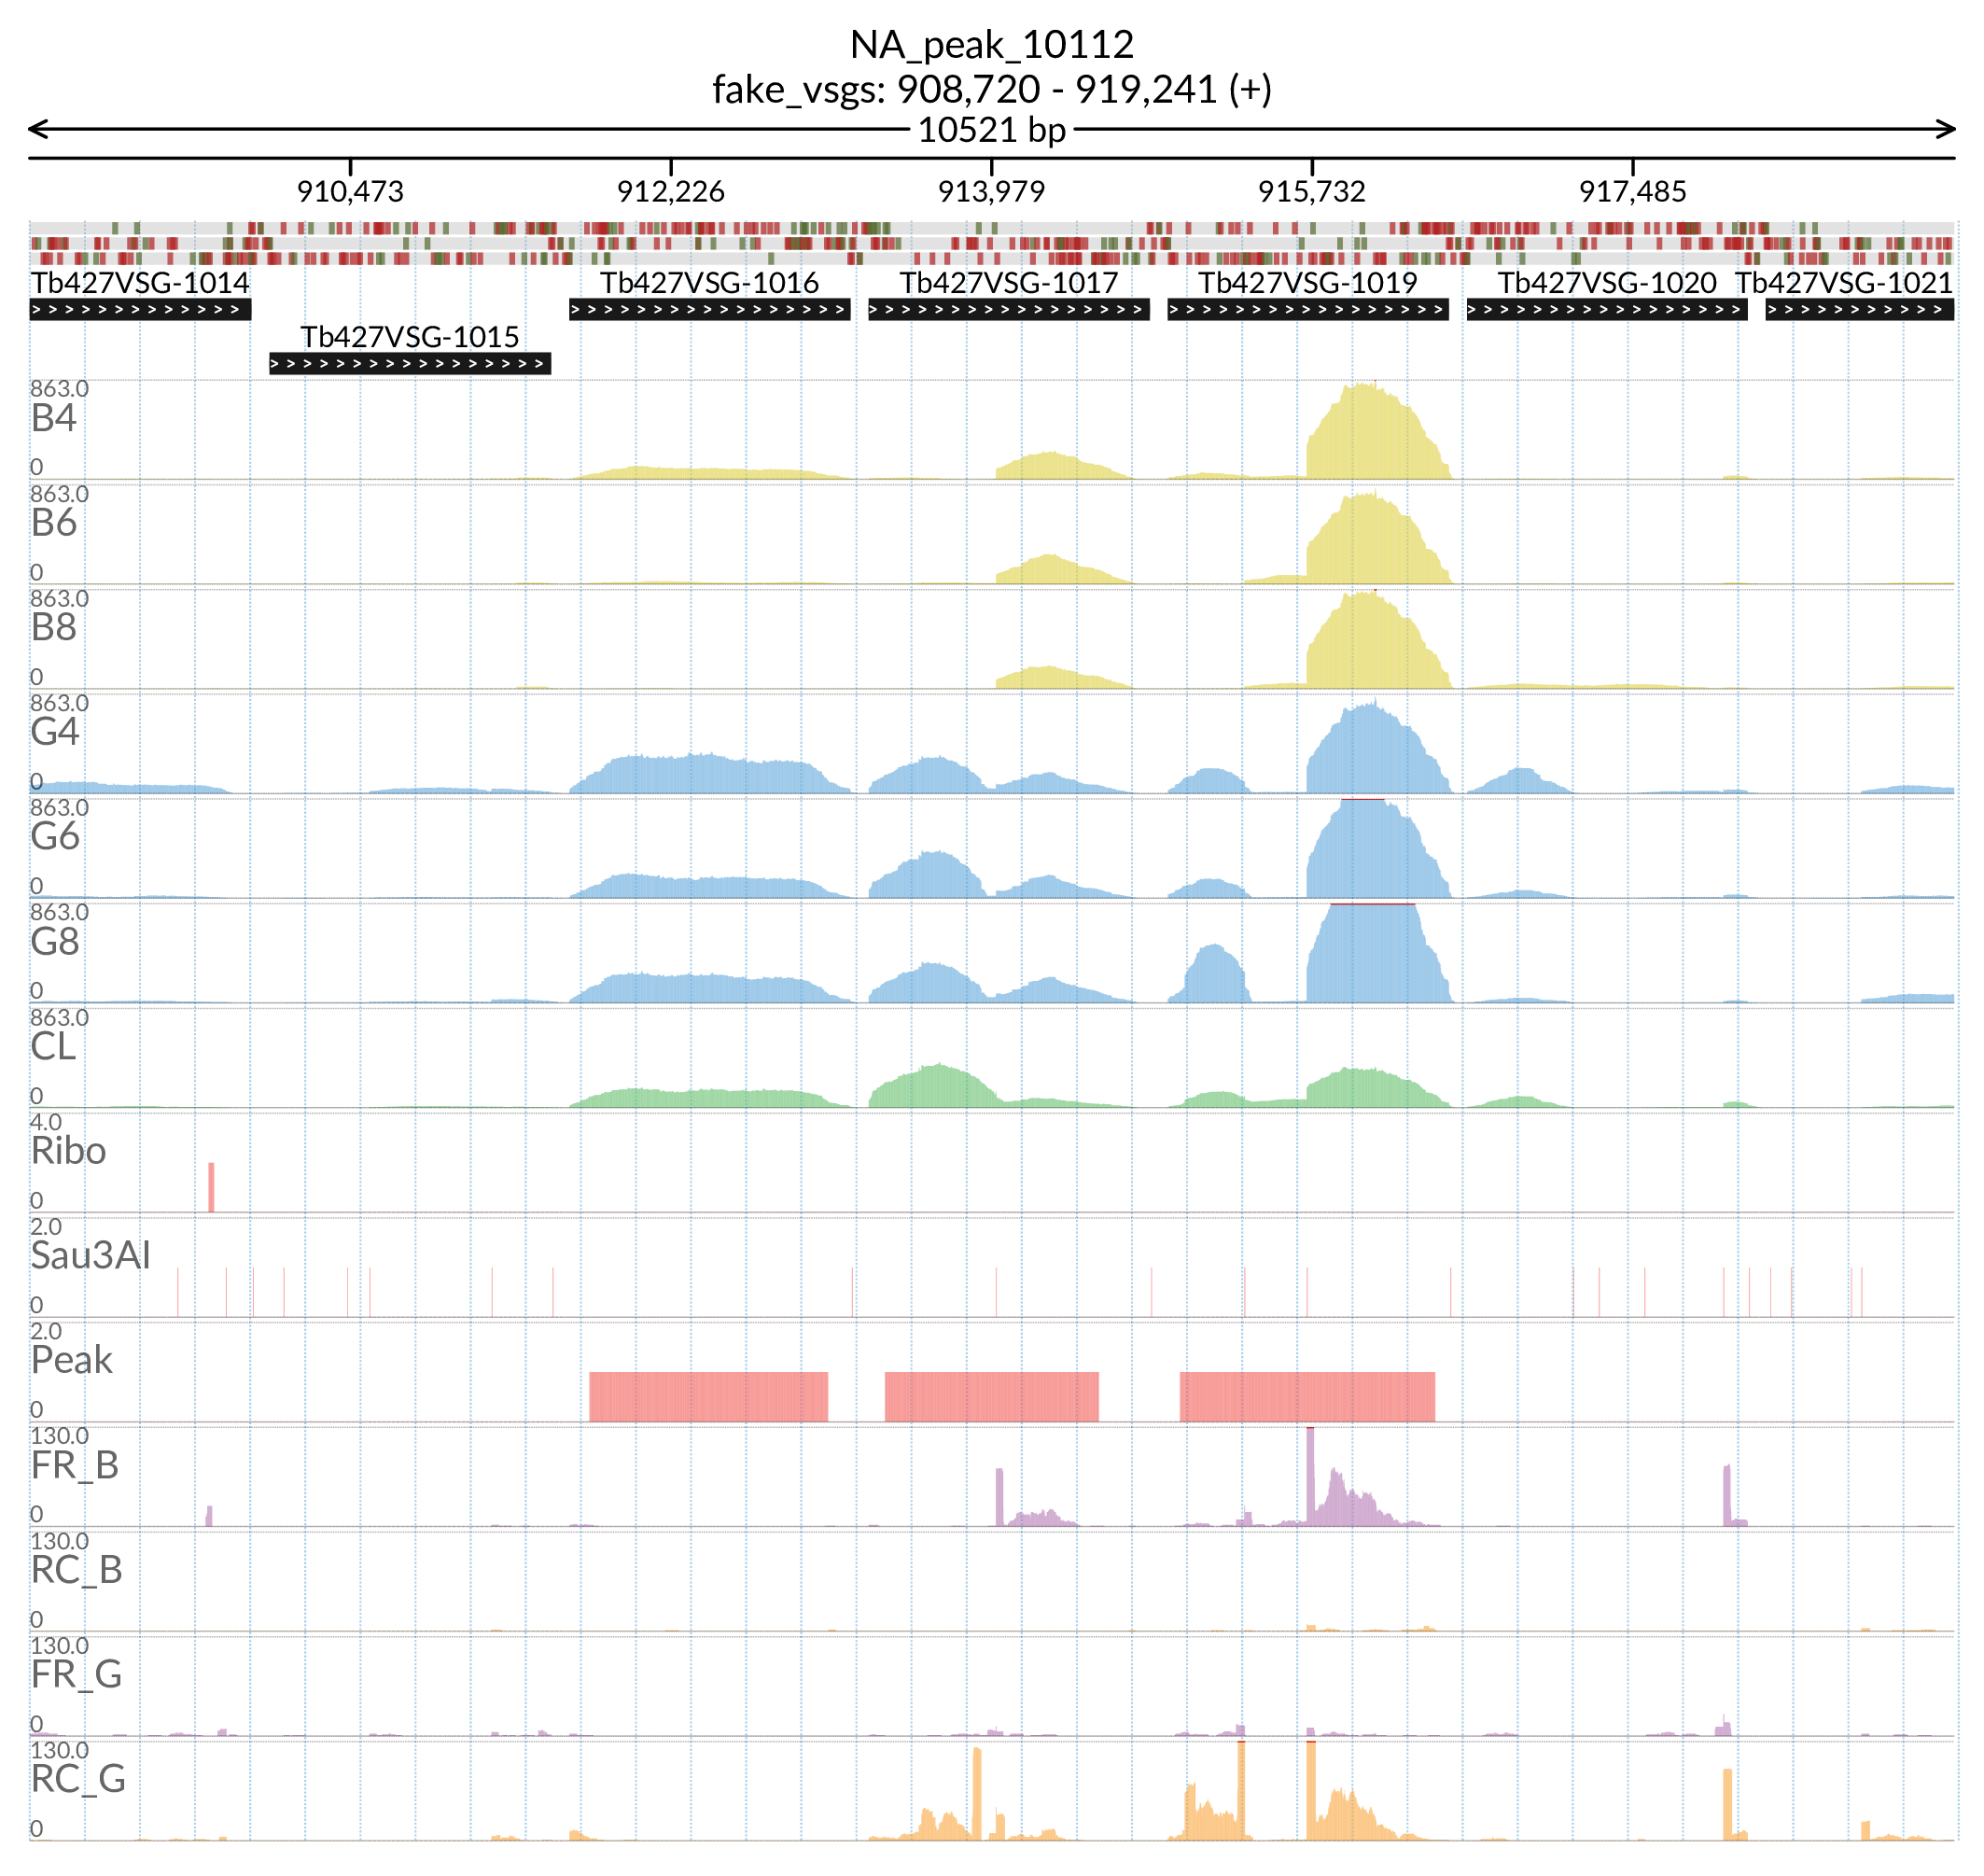 NA_peak_10112
fake_vsgs: 908,720 - 919,241 (+)
10521 bp
910,473 912,226 913,979 915,732 917,485
Tb427VSG-1014 Tb427VSG-1016 Tb427VSG-1017 Tb427VSG-1019 Tb427VSG-1020 Tb427VSG-1021
Tb427VSG-1015
863.0
B4
0
863.0
B6
0
863.0
B8
0
863.0
G4
0
863.0
G6
0
863.0
G8
0
863.0
CL
0
4.0
Ribo
0
2.0
Sau3AI
0
2.0
Peak
0
130.0
FR_B
0
130.0
RC_B
0
130.0
FR_G
0
130.0
RC_G
0